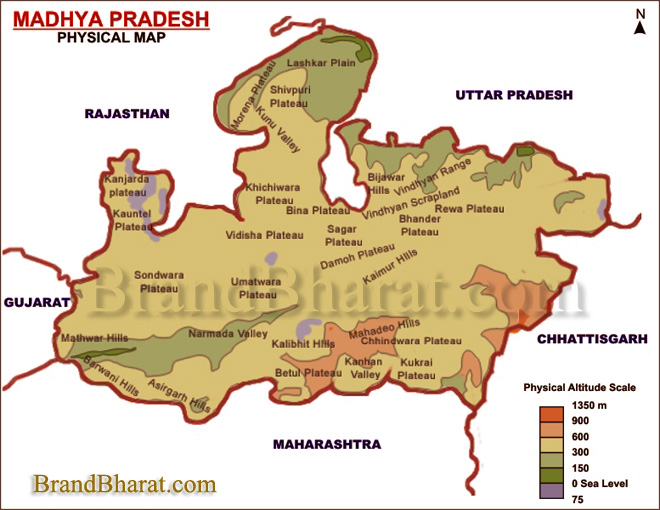 MADHYA PRADESH
PHYSICAL MAP
N
Lashkar Plain
Morena Plateau
Shivpuri
Plateau
Kunu Valley
UTTAR PRADESH
RAJASTHAN
Kanjarda
plateau
Kauntel
Plateau
Khichiwara
Plateau
Bijawar
Hills
Vindhyan Range
Vindhyan Scrapland
Bina Plateau
Rewa Plateau
Bhander
Plateau
Vidisha Plateau
Sagar
Plateau
Damoh Plateau
Kaimur Hills
Sondwara
Plateau
Umatwara
Plateau
BrandBharat.com
GUJARAT
Mathwar Hills
Narmada Valley
Kalibhit Hills
Mahadeo Hills
Chhindwara Plateau
CHHATTISGARH
Barwani Hills
Asirgarh Hills
Betul Plateau
Kanhan
Valley
Kukrai
Plateau
MAHARASHTRA
Physical Altitude Scale
1350 m
900
600
300
150
0 Sea Level
75
BrandBharat.com